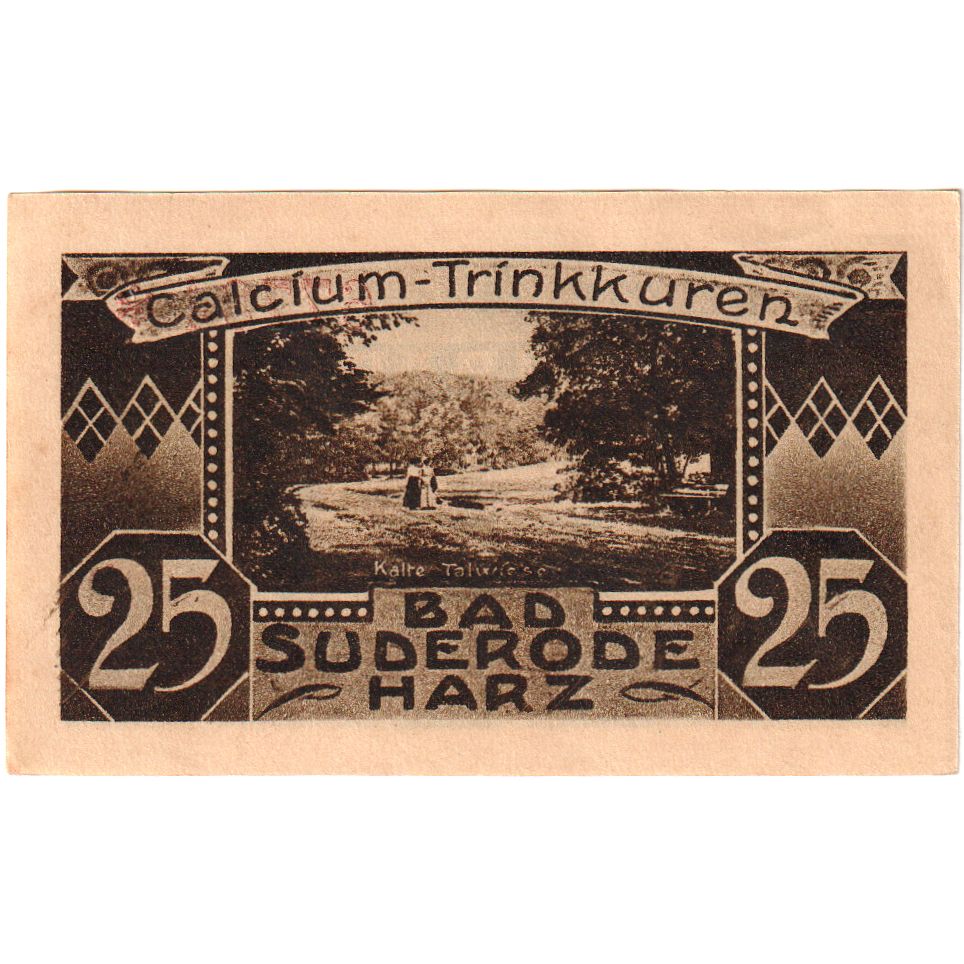 Calcium-Trinkkuren
Kalte Talwiese
25
BAD
SUDERODE
HARZ
25